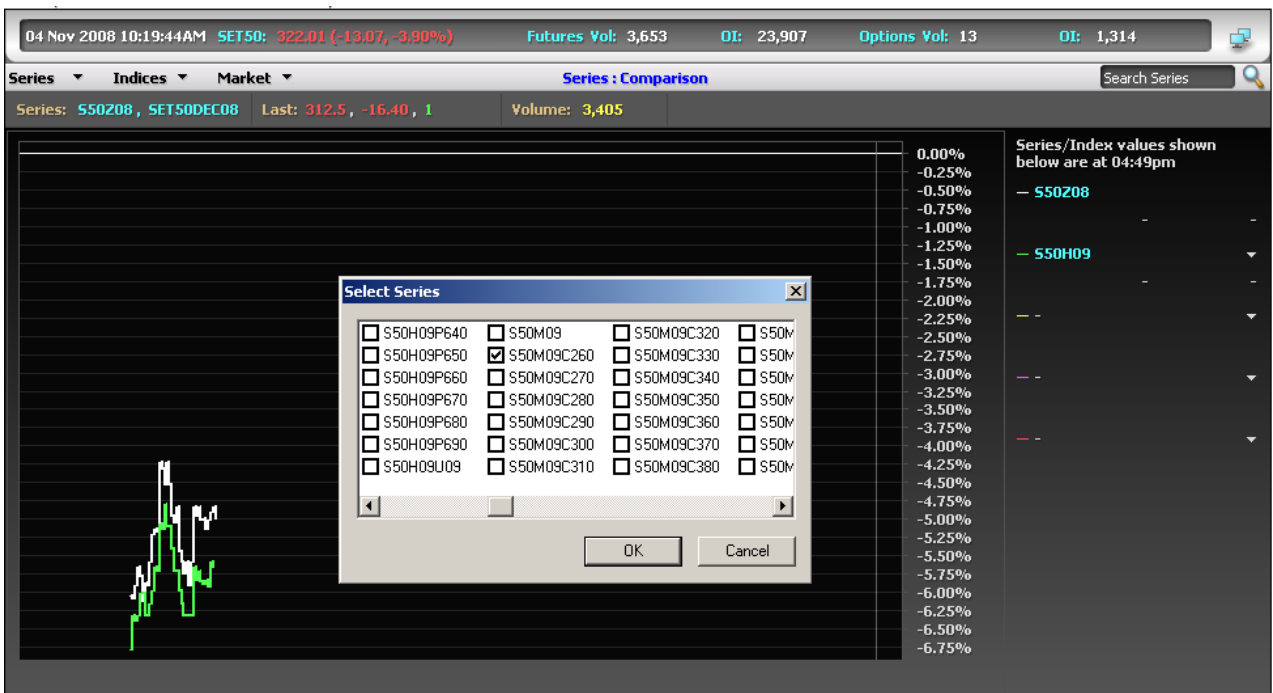 04 Nov 2008 10:19:44AM SET50: 322.01 (-13.07, -3.90%) Futures Vol: 3,653 OI: 23,907 Options Vol: 13 OI: 1,314
Series Indices Market Series : Comparison Search Series
Series: S50Z08 , SET50DEC08 Last: 312.5 , -16.40 , 1 Volume: 3,405
Series/Index values shown
below are at 04:49pm
S50Z08
- -
S50H09
- -
-
-
-
0.00%
-0.25%
-0.50%
-0.75%
-1.00%
-1.25%
-1.50%
-1.75%
-2.00%
-2.25%
-2.50%
-2.75%
-3.00%
-3.25%
-3.50%
-3.75%
-4.00%
-4.25%
-4.50%
-4.75%
-5.00%
-5.25%
-5.50%
-5.75%
-6.00%
-6.25%
-6.50%
-6.75%
Select Series
S50H09P640 S50M09 S50M09C320 S50M
S50H09P650 S50M09C260 S50M09C330 S50M
S50H09P660 S50M09C270 S50M09C340 S50M
S50H09P670 S50M09C280 S50M09C350 S50M
S50H09P680 S50M09C290 S50M09C360 S50M
S50H09P690 S50M09C300 S50M09C370 S50M
S50H09U09 S50M09C310 S50M09C380 S50M
OK Cancel